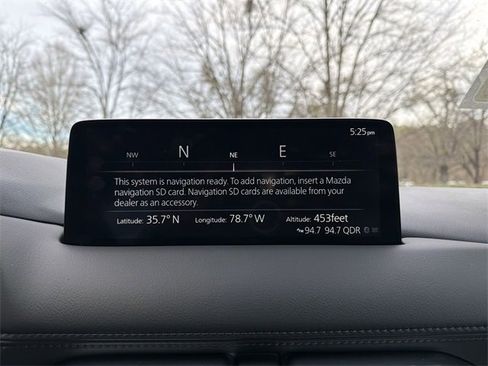 5:25pm
NW N NE E SE
This system is navigation ready. To add navigation, insert a Mazda
navigation SD card. Navigation SD cards are available from your
dealer as an accessory.
Latitude: 35.7° N Longitude: 78.7° W Altitude: 453feet
94.7 94.7 QDR